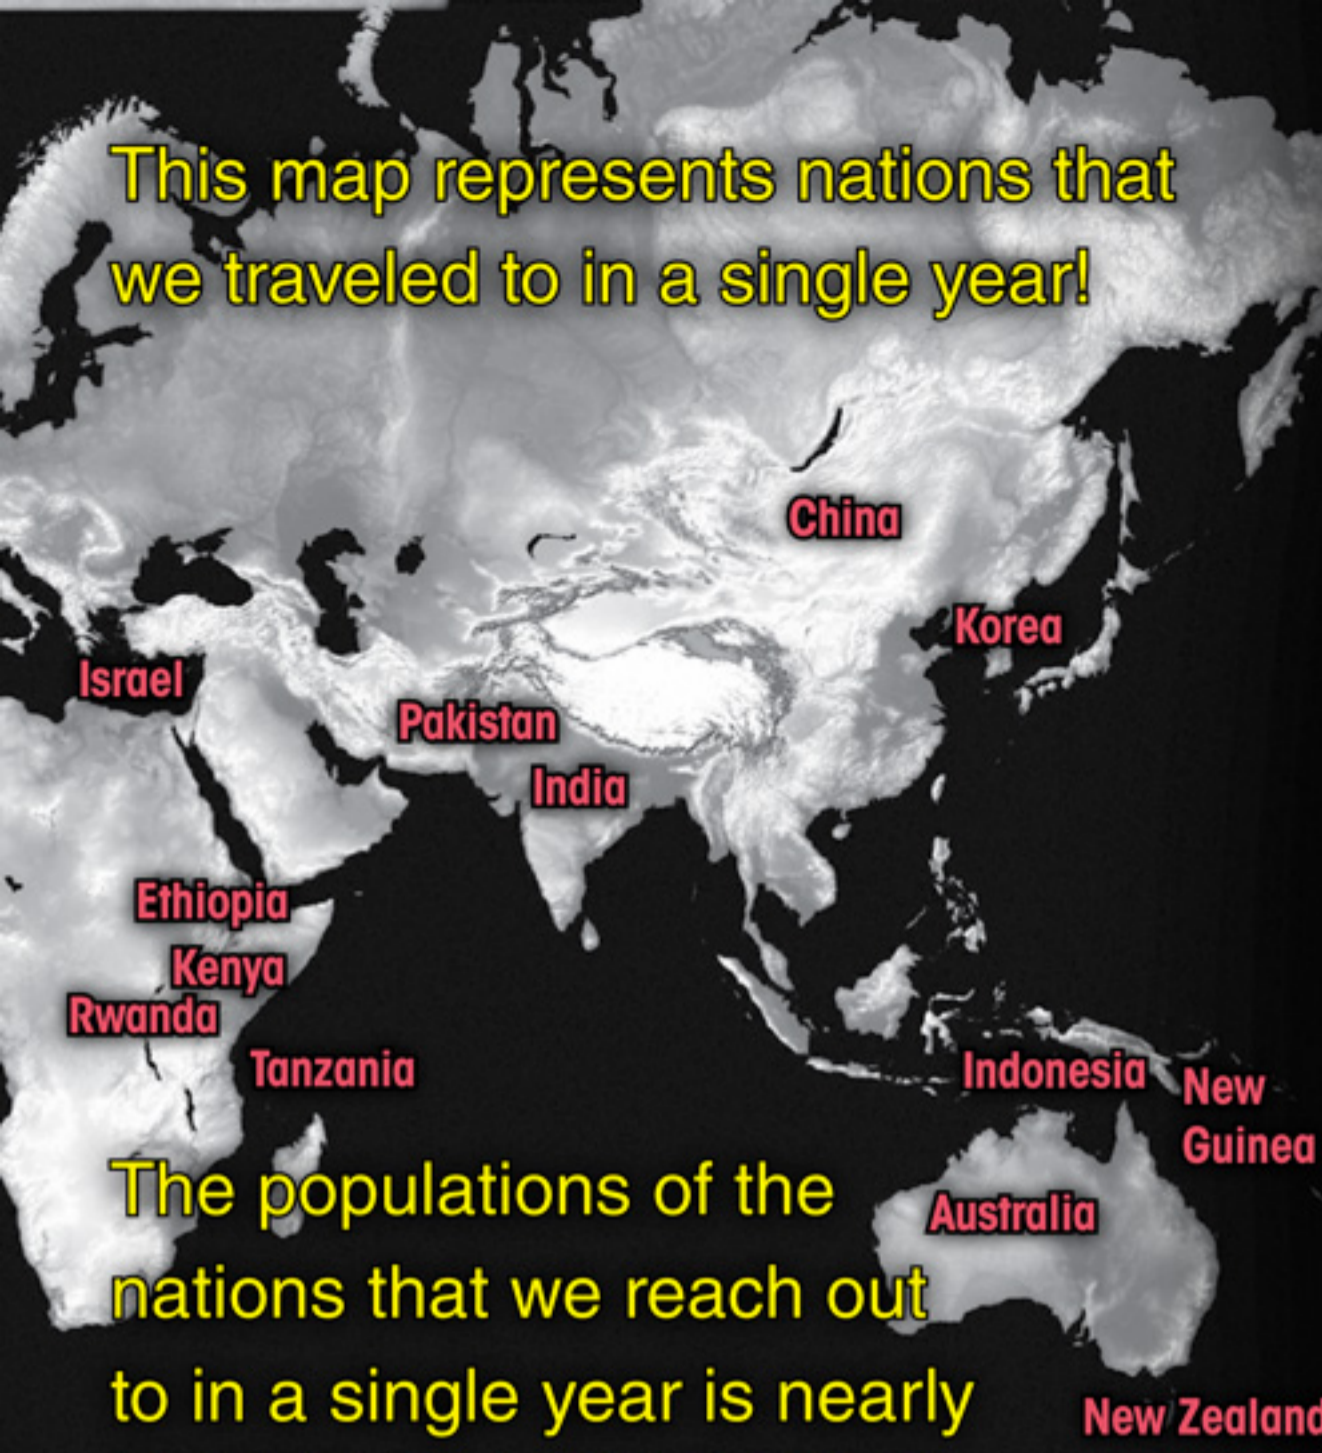 This map represents nations that
we traveled to in a single year!
China
Korea
Israel
Pakistan
India
Ethiopia
Kenya
Rwanda
Tanzania
Indonesia
New
Guinea
Australia
The populations of the
nations that we reach out
to in a single year is nearly
New Zealand